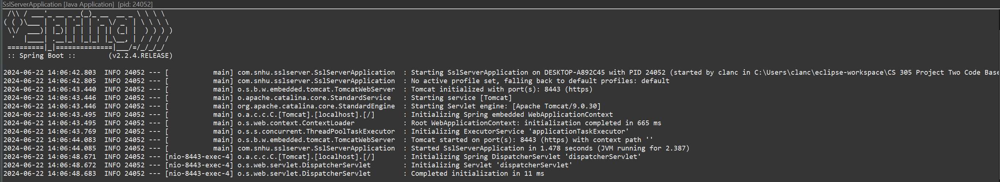 SslServerApplication [Java Application] [pid: 24052]
 /\\ / ___'_ __ _ _(_)_ __  __ _ \ \ \ \
( ( )\___ | '_ | '_| | '_ \/ _` | \ \ \ \
 \\/  ___)| |_)| | | | | || (_| |  ) ) ) )
  '  |____| .__|_| |_|_| |_\__, | / / / /
 =========|_|==============|___/=/_/_/_/
 :: Spring Boot ::        (v2.2.4.RELEASE)
2024-06-22 14:06:42.803  INFO 24052 --- [           main] com.snhu.sslserver.SslServerApplication  : Starting SslServerApplication on DESKTOP-A892C45 with PID 24052 (started by clanc in C:\Users\clanc\eclipse-workspace\CS 305 Project Two Code Base
2024-06-22 14:06:42.805  INFO 24052 --- [           main] com.snhu.sslserver.SslServerApplication  : No active profile set, falling back to default profiles: default
2024-06-22 14:06:43.440  INFO 24052 --- [           main] o.s.b.w.embedded.tomcat.TomcatWebServer  : Tomcat initialized with port(s): 8443 (https)
2024-06-22 14:06:43.446  INFO 24052 --- [           main] o.apache.catalina.core.StandardService   : Starting service [Tomcat]
2024-06-22 14:06:43.446  INFO 24052 --- [           main] org.apache.catalina.core.StandardEngine  : Starting Servlet engine: [Apache Tomcat/9.0.30]
2024-06-22 14:06:43.495  INFO 24052 --- [           main] o.a.c.c.C.[Tomcat].[localhost].[/]       : Initializing Spring embedded WebApplicationContext
2024-06-22 14:06:43.495  INFO 24052 --- [           main] o.s.web.context.ContextLoader            : Root WebApplicationContext: initialization completed in 665 ms
2024-06-22 14:06:43.769  INFO 24052 --- [           main] o.s.s.concurrent.ThreadPoolTaskExecutor  : Initializing ExecutorService 'applicationTaskExecutor'
2024-06-22 14:06:44.083  INFO 24052 --- [           main] o.s.b.w.embedded.tomcat.TomcatWebServer  : Tomcat started on port(s): 8443 (https) with context path ''
2024-06-22 14:06:44.085  INFO 24052 --- [           main] com.snhu.sslserver.SslServerApplication  : Started SslServerApplication in 1.478 seconds (JVM running for 2.387)
2024-06-22 14:06:48.671  INFO 24052 --- [nio-8443-exec-4] o.a.c.c.C.[Tomcat].[localhost].[/]       : Initializing Spring DispatcherServlet 'dispatcherServlet'
2024-06-22 14:06:48.672  INFO 24052 --- [nio-8443-exec-4] o.s.web.servlet.DispatcherServlet        : Initializing Servlet 'dispatcherServlet'
2024-06-22 14:06:48.683  INFO 24052 --- [nio-8443-exec-4] o.s.web.servlet.DispatcherServlet        : Completed initialization in 11 ms